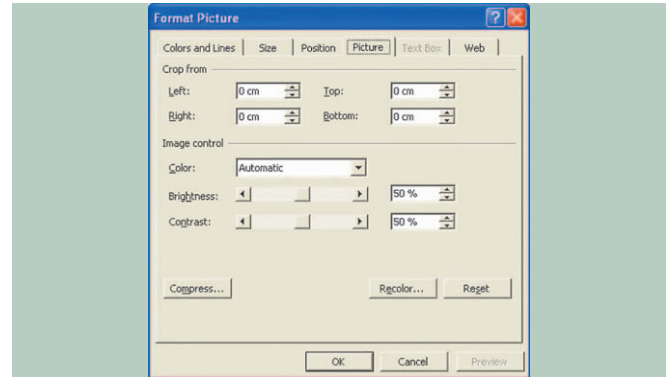 Format Picture
Colors and Lines Size Position Picture Text Box Web
Crop from
Left: 0 cm Top: 0 cm
Right: 0 cm Bottom: 0 cm
Image control
Color: Automatic
Brightness: 50 %
Contrast: 50 %
Compress... Recolor... Reset
OK Cancel Preview